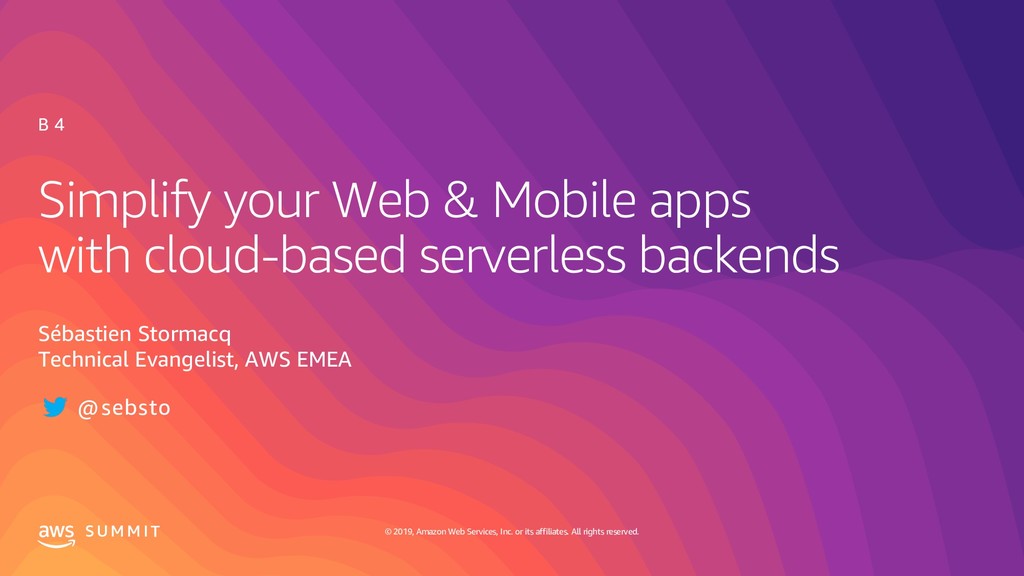 B 4
Simplify your Web & Mobile apps
with cloud-based serverless backends
Sébastien Stormacq
Technical Evangelist, AWS EMEA
@sebsto
aws SUMMIT
© 2019, Amazon Web Services, Inc. or its affiliates. All rights reserved.